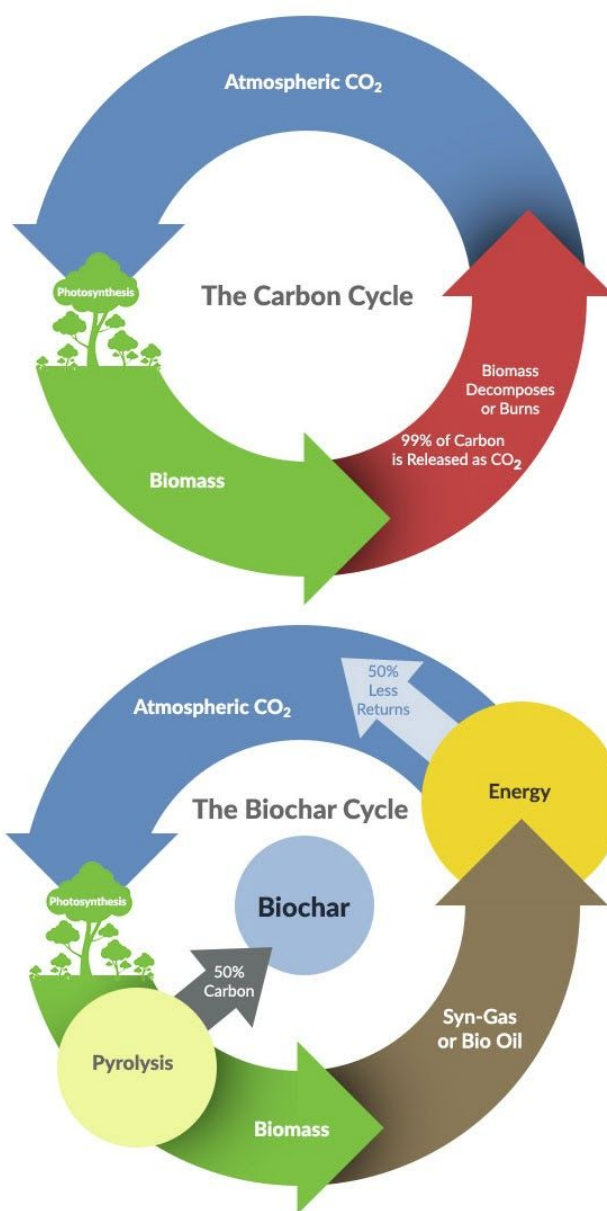 Atmospheric CO₂
Photosynthesis
The Carbon Cycle
Biomass
Decomposes
or Burns
99% of Carbon
is Released as CO₂
Biomass
50%
Less
Returns
Atmospheric CO₂
Energy
The Biochar Cycle
Photosynthesis
Biochar
50%
Carbon
Syn-Gas
or Bio Oil
Pyrolysis
Biomass